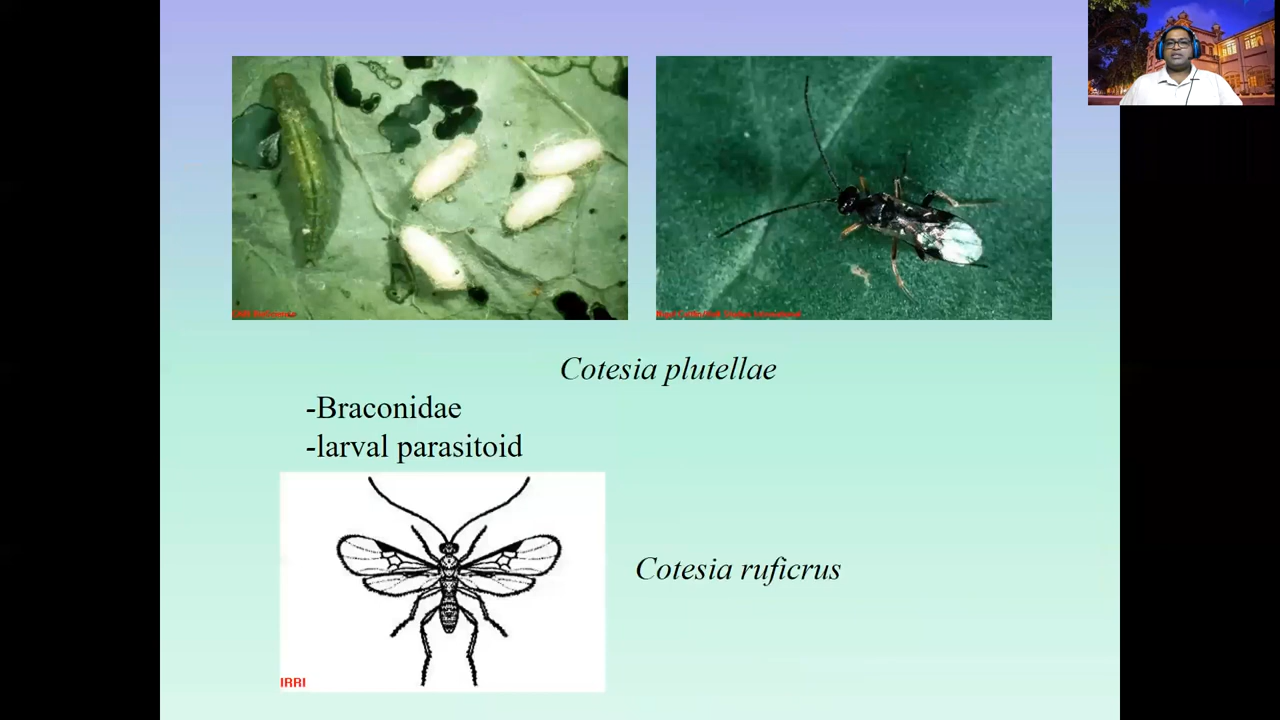 Cotesia plutellae
-Braconidae
-larval parasitoid
Cotesia ruficrus
IRRI